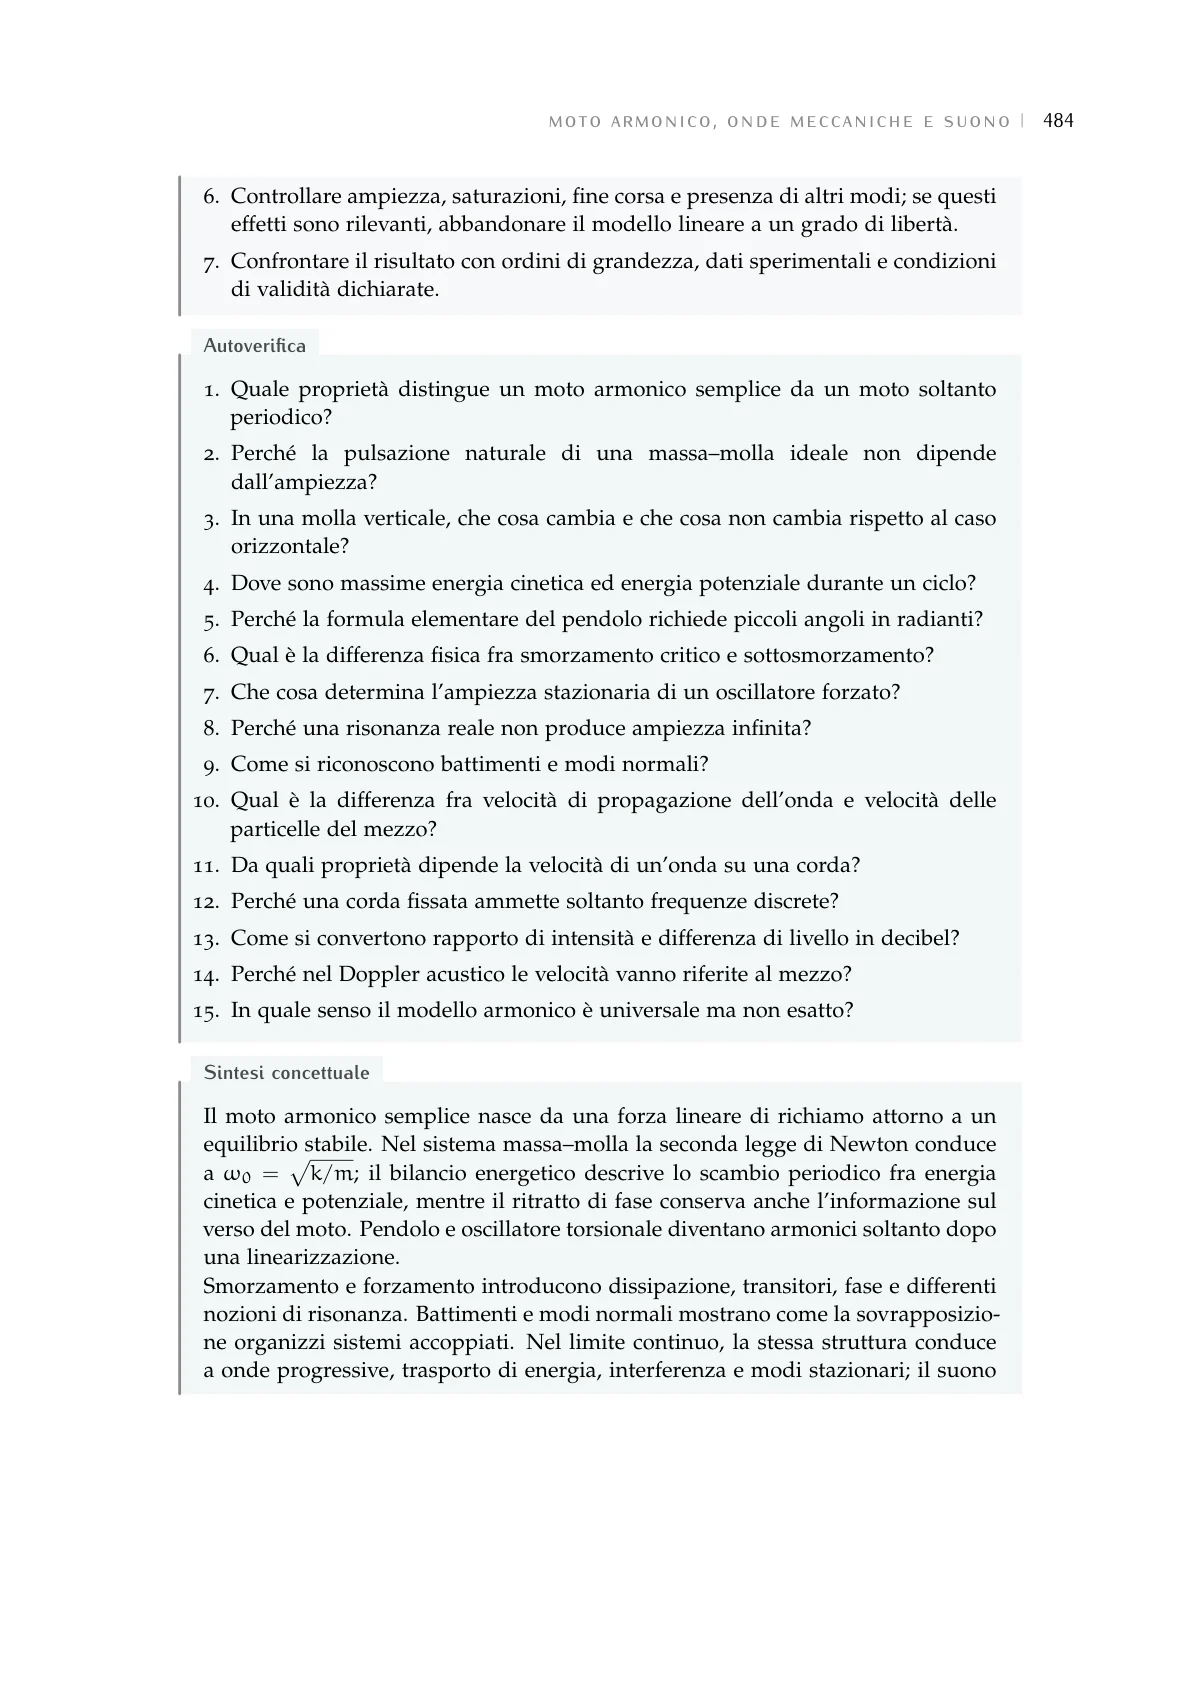 MOTO ARMONICO, ONDE MECCANICHE E SUONO | 484
6. Controllare ampiezza, saturazioni, fine corsa e presenza di altri modi; se questi
effetti sono rilevanti, abbandonare il modello lineare a un grado di libertà.
7. Confrontare il risultato con ordini di grandezza, dati sperimentali e condizioni
di validità dichiarate.
Autoverifica
1. Quale proprietà distingue un moto armonico semplice da un moto soltanto
periodico?
2. Perché la pulsazione naturale di una massa–molla ideale non dipende
dall'ampiezza?
3. In una molla verticale, che cosa cambia e che cosa non cambia rispetto al caso
orizzontale?
4. Dove sono massime energia cinetica ed energia potenziale durante un ciclo?
5. Perché la formula elementare del pendolo richiede piccoli angoli in radianti?
6. Qual è la differenza fisica fra smorzamento critico e sottosmorzamento?
7. Che cosa determina l'ampiezza stazionaria di un oscillatore forzato?
8. Perché una risonanza reale non produce ampiezza infinita?
9. Come si riconoscono battimenti e modi normali?
10. Qual è la differenza fra velocità di propagazione dell'onda e velocità delle
particelle del mezzo?
11. Da quali proprietà dipende la velocità di un'onda su una corda?
12. Perché una corda fissata ammette soltanto frequenze discrete?
13. Come si convertono rapporto di intensità e differenza di livello in decibel?
14. Perché nel Doppler acustico le velocità vanno riferite al mezzo?
15. In quale senso il modello armonico è universale ma non esatto?
Sintesi concettuale
Il moto armonico semplice nasce da una forza lineare di richiamo attorno a un
equilibrio stabile. Nel sistema massa–molla la seconda legge di Newton conduce
a ω₀ = √k/m; il bilancio energetico descrive lo scambio periodico fra energia
cinetica e potenziale, mentre il ritratto di fase conserva anche l'informazione sul
verso del moto. Pendolo e oscillatore torsionale diventano armonici soltanto dopo
una linearizzazione.
Smorzamento e forzamento introducono dissipazione, transitori, fase e differenti
nozioni di risonanza. Battimenti e modi normali mostrano come la sovrapposizio-
ne organizzi sistemi accoppiati. Nel limite continuo, la stessa struttura conduce
a onde progressive, trasporto di energia, interferenza e modi stazionari; il suono